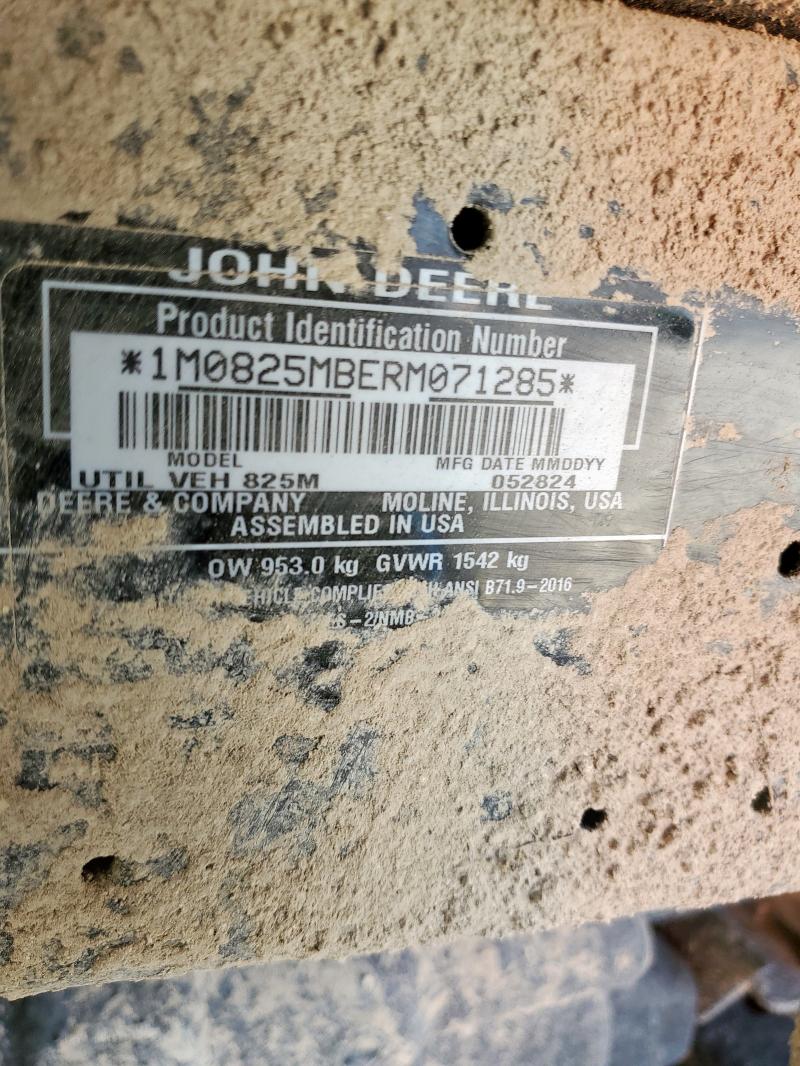 JOHN DEERE
Product Identification Number
*1M0825MBERM071285*
MODEL MFG DATE MMDDYY
UTIL VEH 825M 052824
DEERE & COMPANY MOLINE, ILLINOIS, USA
ASSEMBLED IN USA
OW 953.0 kg GVWR 1542 kg
ANSI B71.9-2016